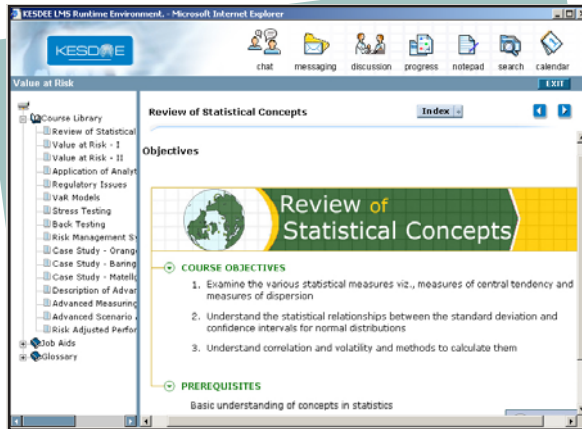 KESDEE LMS Runtime Environment, - Microsoft Internet Explorer
KESDEE
chat messaging discussion progress notepad search calendar
Value at Risk EXIT
Course Library
Review of Statistical
Value at Risk - I
Value at Risk - II
Application of Analyt
Regulatory Issues
VaR Models
Stress Testing
Back Testing
Risk Management Sy
Case Study - Orang
Case Study - Baring
Case Study - Matell
Description of Advar
Advanced Measuring
Advanced Scenario
Risk Adjusted Perfor
Job Aids
Glossary
Review of Statistical Concepts Index
Objectives
Review of
Statistical Concepts
COURSE OBJECTIVES
1. Examine the various statistical measures viz., measures of central tendency and
measures of dispersion
2. Understand the statistical relationships between the standard deviation and
confidence intervals for normal distributions
3. Understand correlation and volatility and methods to calculate them
PREREQUISITES
Basic understanding of concepts in statistics